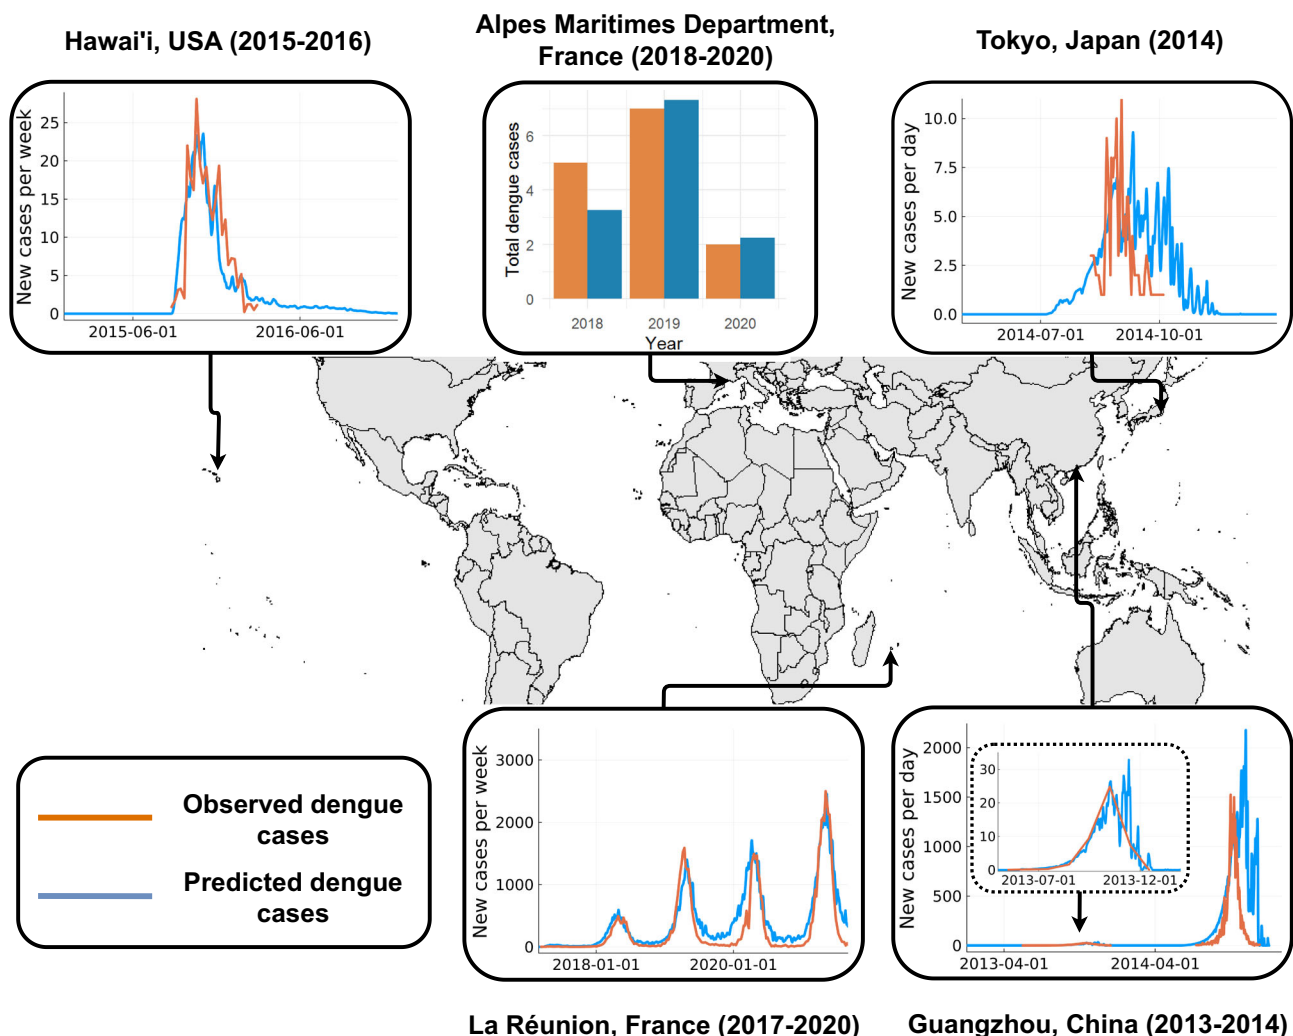 Hawai'i, USA (2015-2016)
Alpes Maritimes Department,
France (2018-2020)
Tokyo, Japan (2014)
New cases per week
25
20
15
10
5
0
2015-06-01
2016-06-01
Total dengue cases
6
4
2
0
2018
2019
2020
Year
New cases per day
10.0
7.5
5.0
2.5
0.0
2014-07-01
2014-10-01
Observed dengue
cases
Predicted dengue
cases
New cases per week
3000
2000
1000
0
2018-01-01
2020-01-01
New cases per day
2000
1500
1000
500
0
2013-04-01
2014-04-01
30
20
10
0
2013-07-01
2013-12-01
La Réunion, France (2017-2020)
Guangzhou, China (2013-2014)